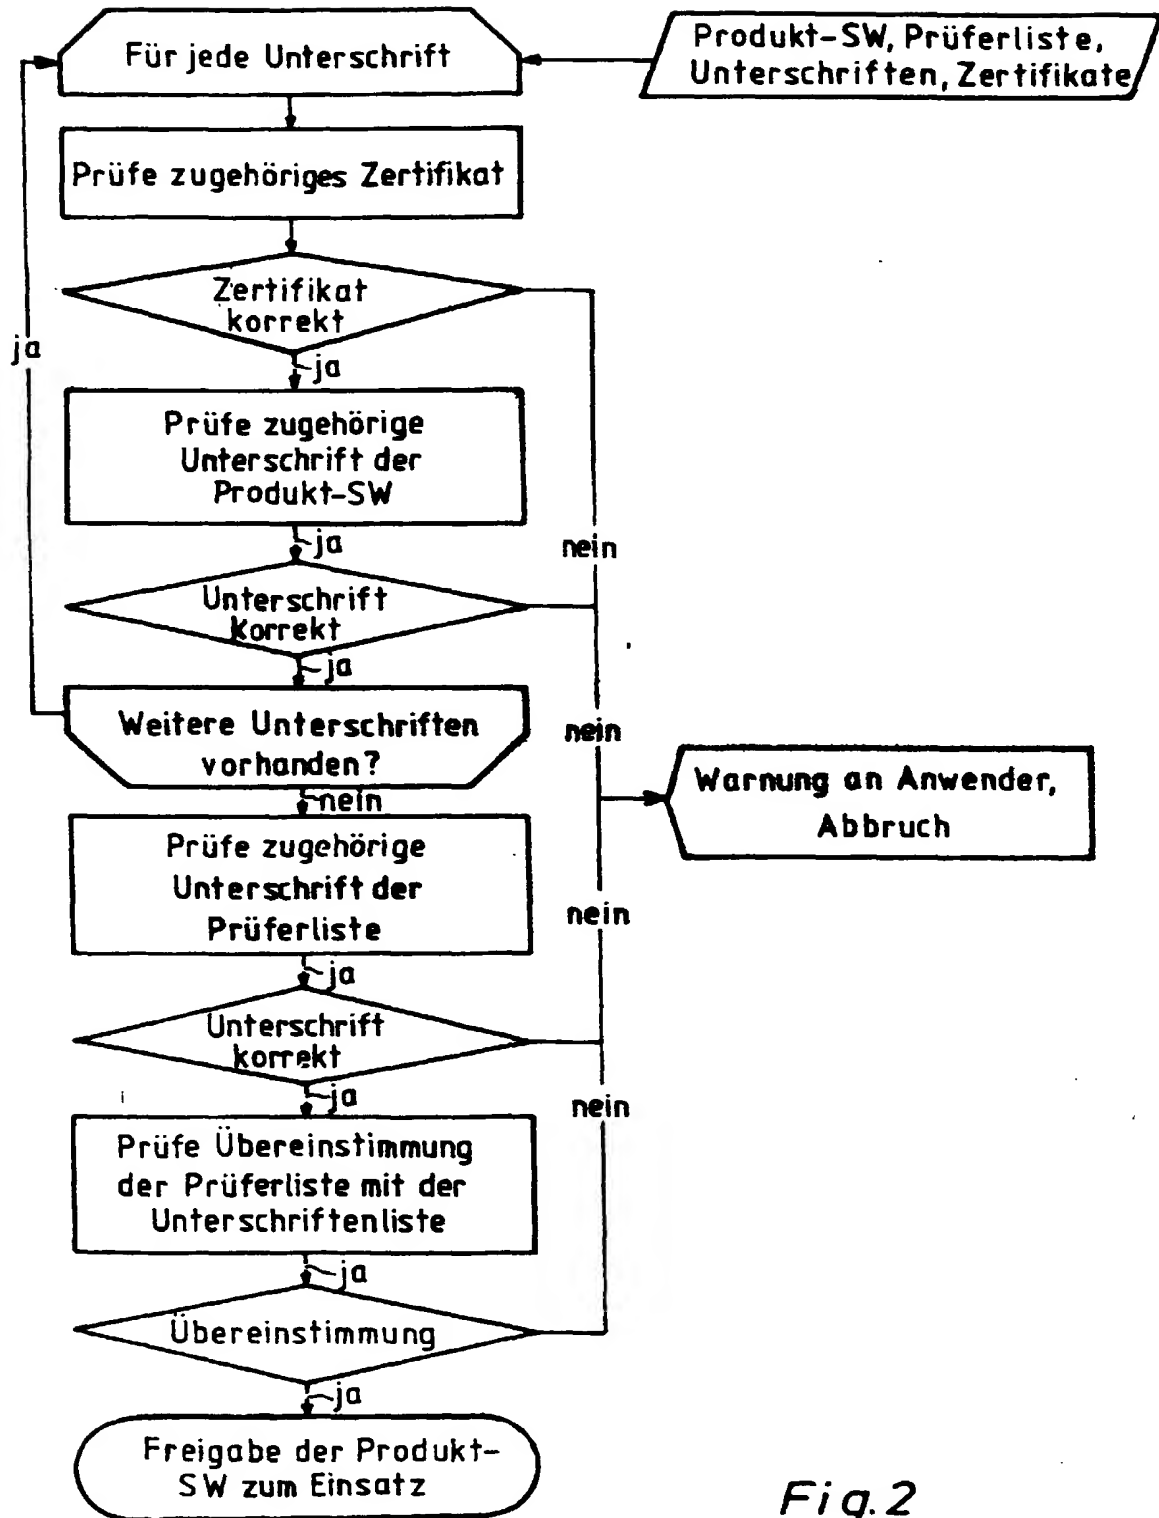 Für jede Unterschrift
Produkt-SW, Prüferliste,
Unterschriften, Zertifikate
Prüfe zugehöriges Zertifikat
Zertifikat
korrekt
ja
ja
Prüfe zugehörige
Unterschrift der
Produkt-SW
ja
nein
Unterschrift
korrekt
ja
Weitere Unterschriften
vorhanden?
nein
Warnung an Anwender,
Abbruch
nein
Prüfe zugehörige
Unterschrift der
Prüferliste
nein
ja
Unterschrift
korrekt
ja
nein
Prüfe Übereinstimmung
der Prüferliste mit der
Unterschriftenliste
ja
Übereinstimmung
ja
Freigabe der Produkt-
SW zum Einsatz
Fig.2